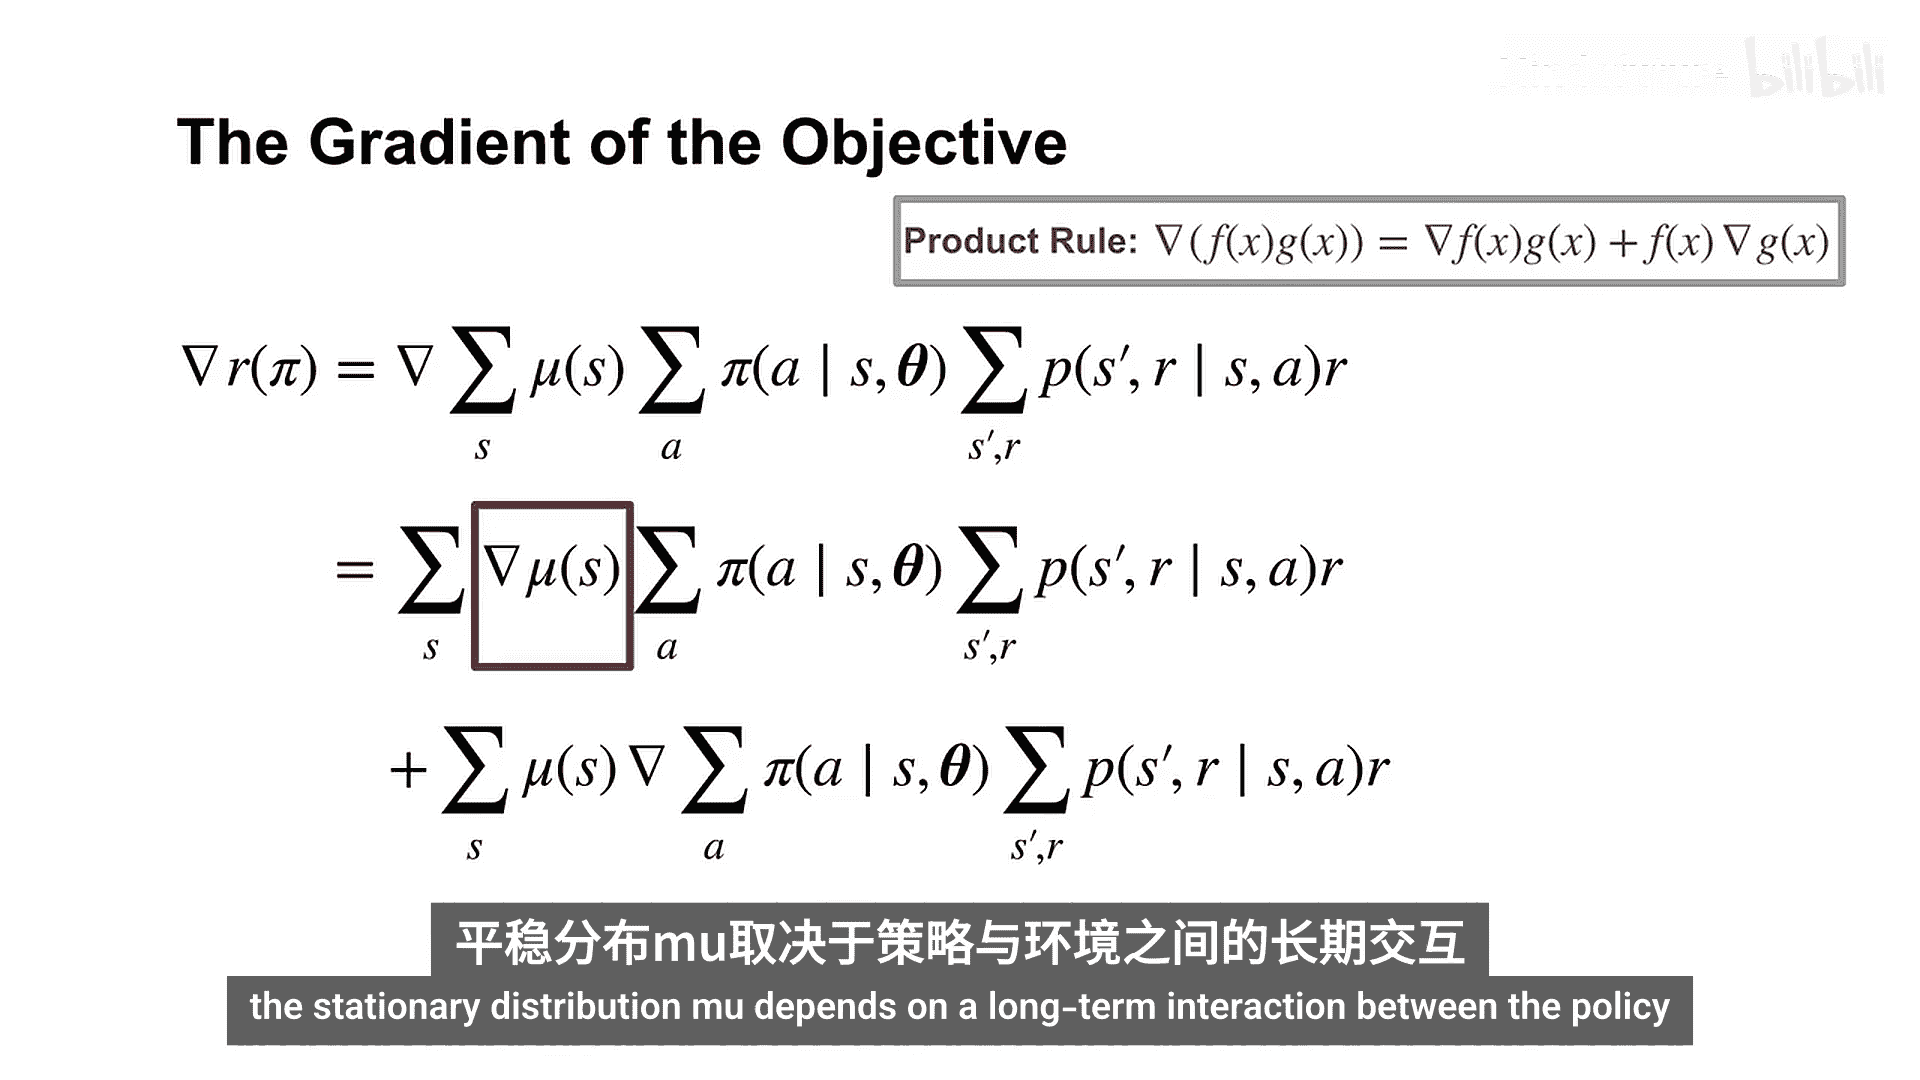 bilibili
The Gradient of the Objective
Product Rule: ∇(f(x)g(x)) = ∇f(x)g(x) + f(x)∇g(x)
∇r(π) = ∇ ∑_s μ(s) ∑_a π(a | s, θ) ∑_{s′,r} p(s′, r | s, a)r
= ∑_s ∇μ(s) ∑_a π(a | s, θ) ∑_{s′,r} p(s′, r | s, a)r
+ ∑_s μ(s)∇ ∑_a π(a | s, θ) ∑_{s′,r} p(s′, r | s, a)r
平稳分布mu取决于策略与环境之间的长期交互
the stationary distribution mu depends on a long-term interaction between the policy